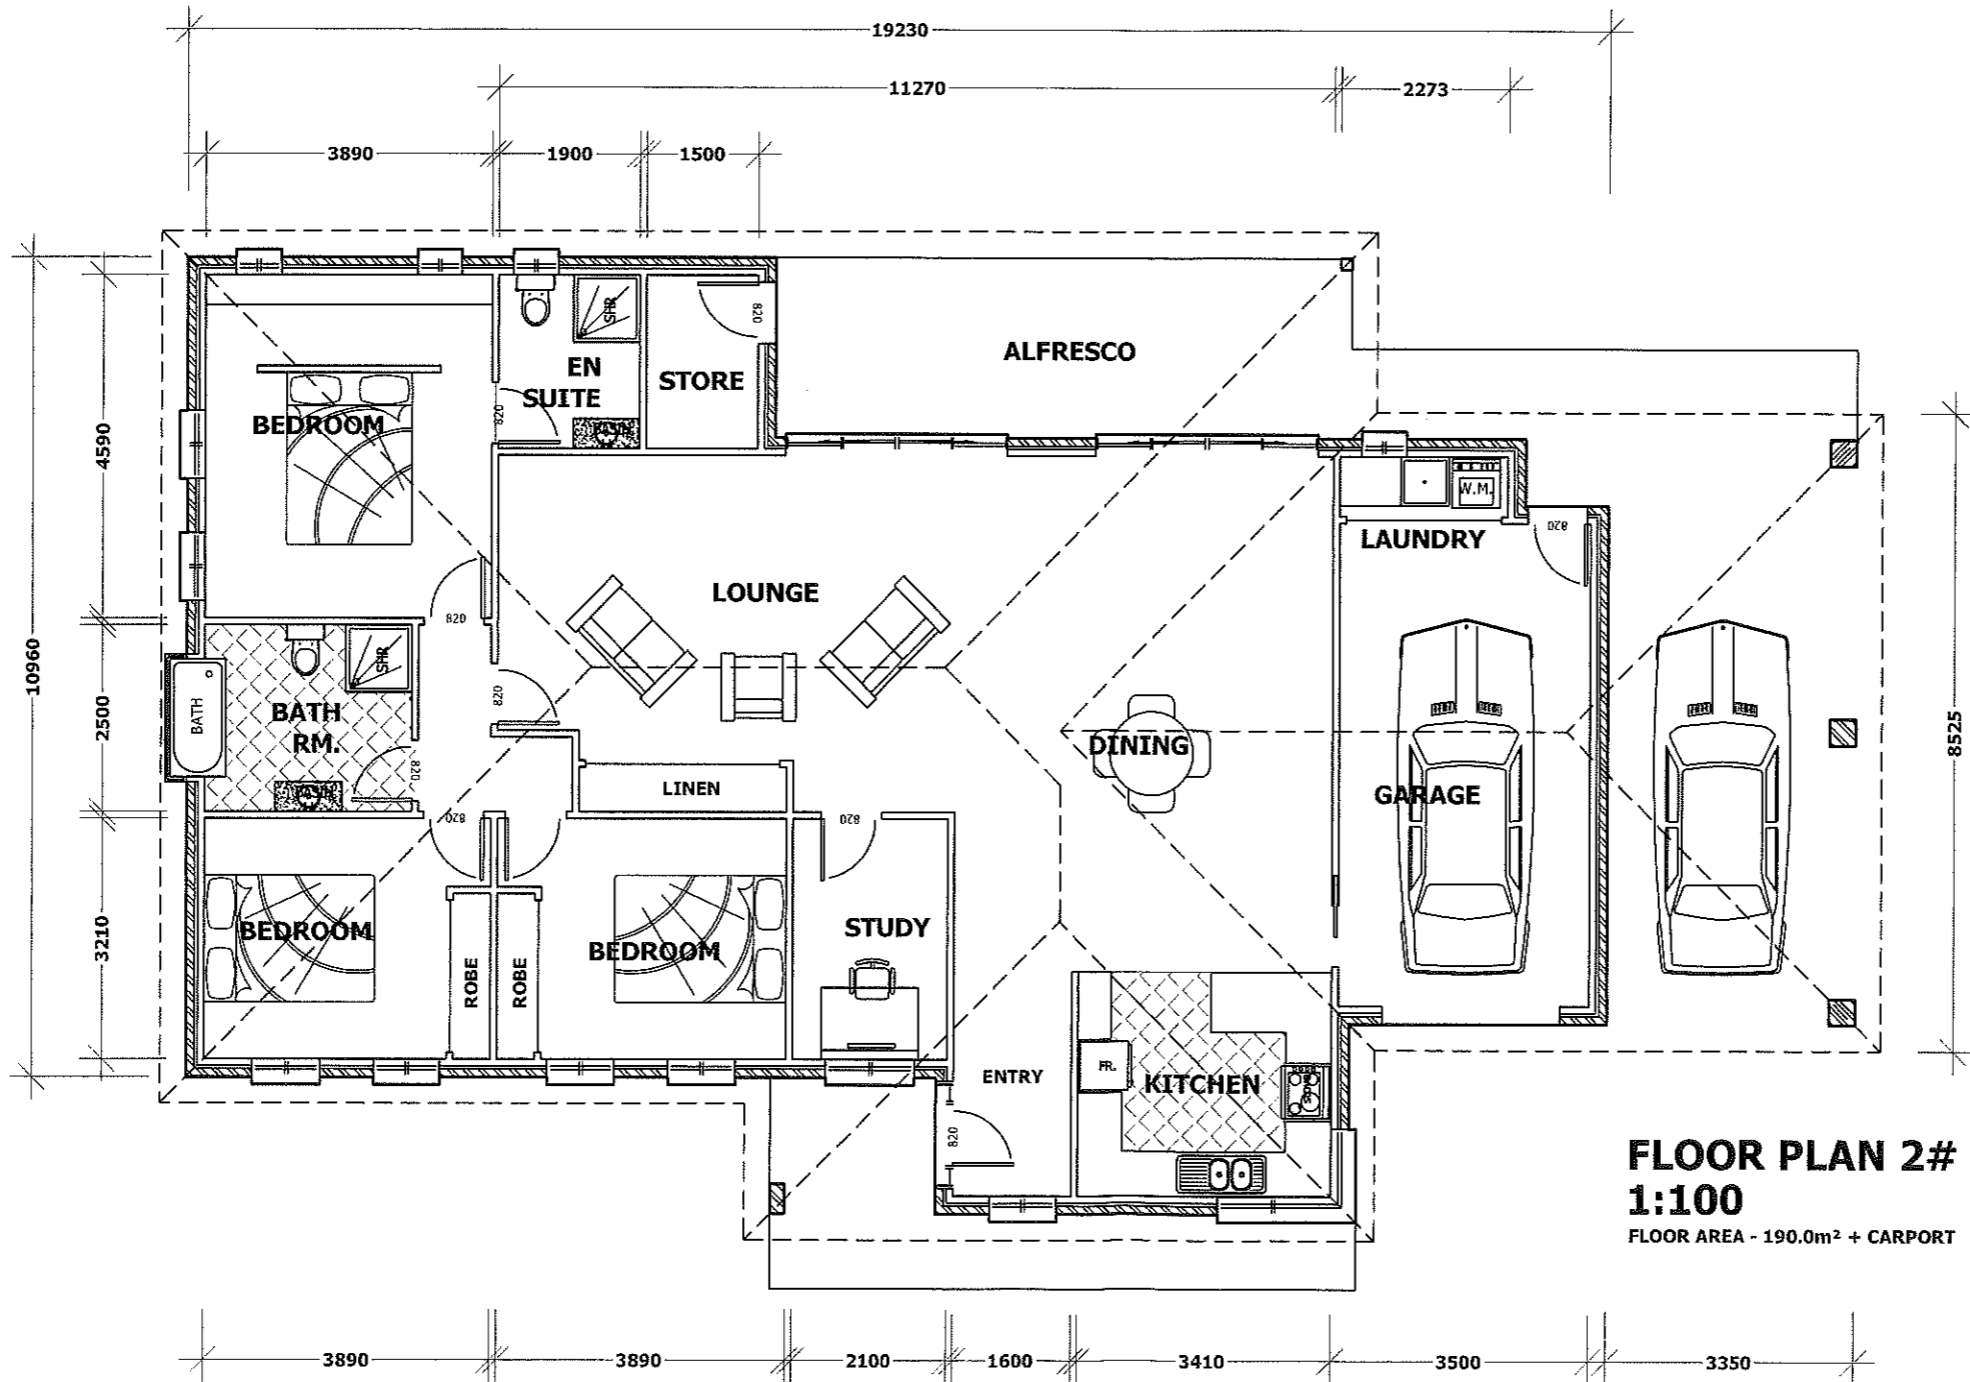 19230
11270
2273
3890
1900
1500
820
SHR
EN
SUITE
STORE
ALFRESCO
820
BASIN
BEDROOM
4590
8525
W.M.
820
LAUNDRY
LOUNGE
820
10960
2500
BATH
SHR
BATH
RM.
820
DINING
820
BASIN
LINEN
GARAGE
820
820
3210
BEDROOM
ROBE
ROBE
BEDROOM
STUDY
ENTRY
FR.
KITCHEN
820
FLOOR PLAN 2#
1:100
FLOOR AREA - 190.0m² + CARPORT
3890
3890
2100
1600
3410
3500
3350